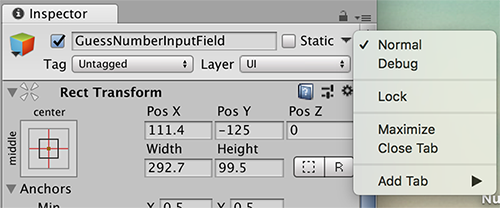 Inspector
GuessNumberInputField
Static
Tag Untagged Layer UI
Rect Transform
center
middle
Pos X Pos Y Pos Z
111.4 -125 0
Width Height
292.7 99.5 R
Anchors
Min X 0.5 Y 0.5
Normal
Debug
Lock
Maximize
Close Tab
Add Tab
Nu